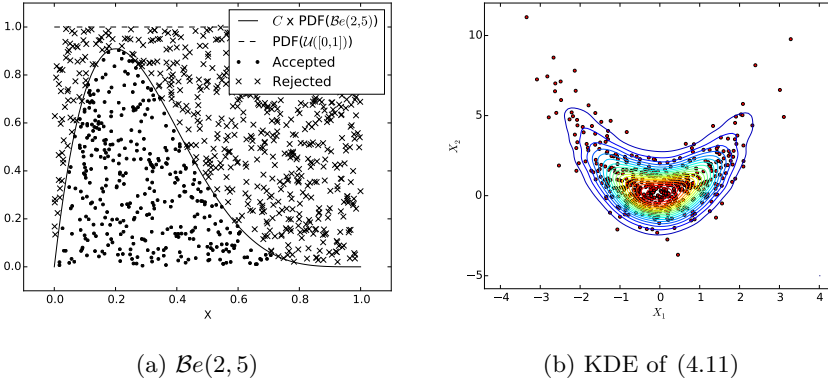 C x PDF(Be(2,5))
PDF(U([0,1]))
Accepted
Rejected
1.0
0.8
0.6
0.4
0.2
0.0
0.0 0.2 0.4 0.6 0.8 1.0
X
(a) Be(2, 5)
10
5
0
−5
X_2
−4 −3 −2 −1 0 1 2 3 4
X_1
(b) KDE of (4.11)